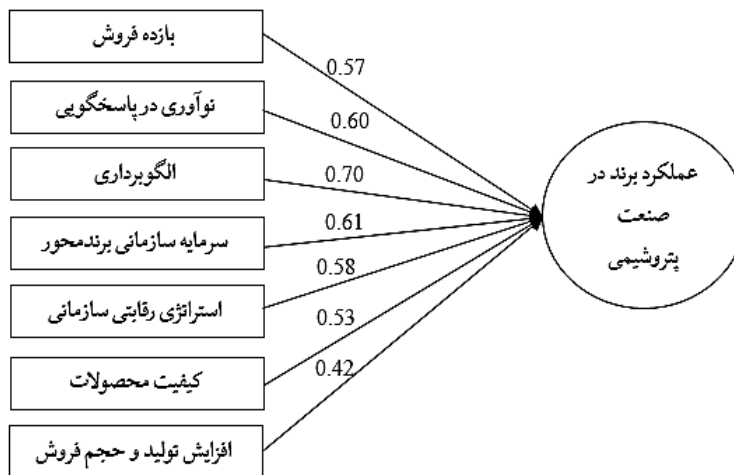 بازده فروش
0.57
نوآوری در پاسخگویی
0.60
الگوبرداری
0.70
سرمایه سازمانی برندمحور
0.61
استراتژی رقابتی سازمانی
0.58
کیفیت محصولات
0.53
افزایش تولید و حجم فروش
0.42
عملکرد برند در
صنعت
پتروشیمی